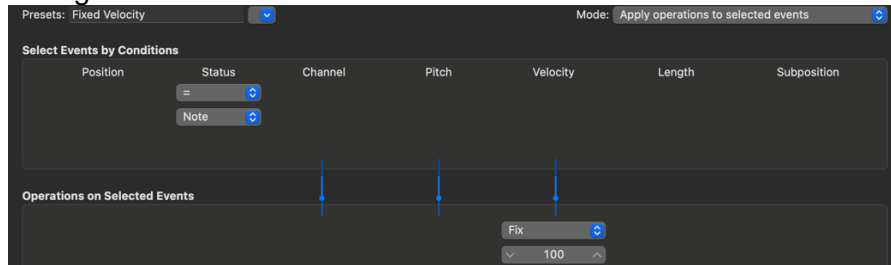 Presets: Fixed Velocity Mode: Apply operations to selected events
Select Events by Conditions
Position Status Channel Pitch Velocity Length Subposition
=
Note
Operations on Selected Events
Fix
100